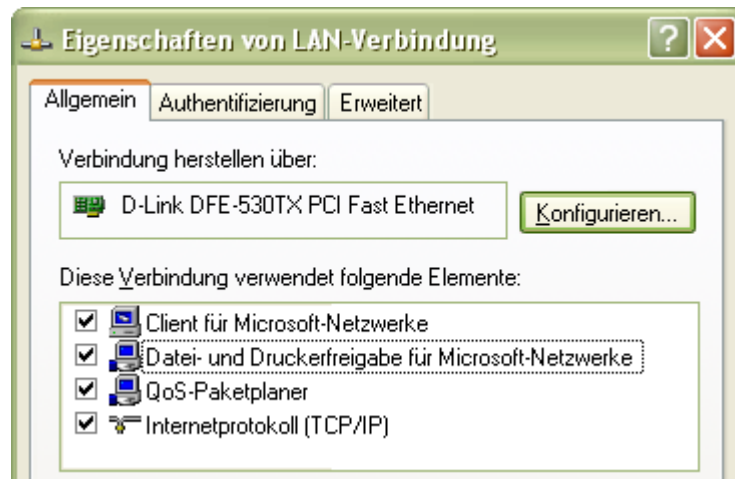 Eigenschaften von LAN-Verbindung
Allgemein Authentifizierung Erweitert
Verbindung herstellen über:
D-Link DFE-530TX PCI Fast Ethernet Konfigurieren...
Diese Verbindung verwendet folgende Elemente:
Client für Microsoft-Netzwerke
Datei- und Druckerfreigabe für Microsoft-Netzwerke
QoS-Paketplaner
Internetprotokoll (TCP/IP)